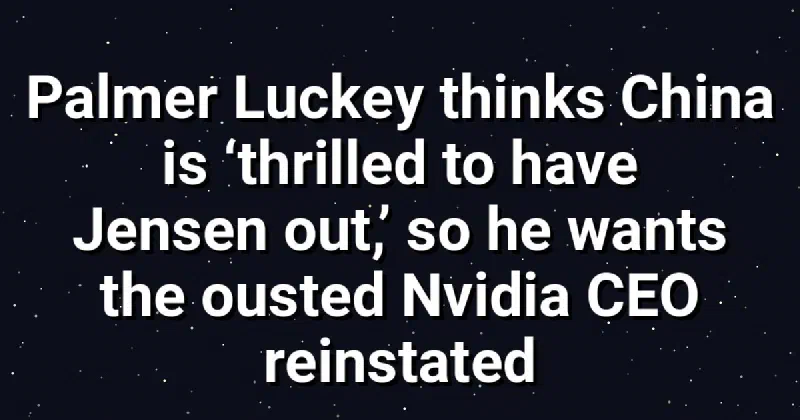 Palmer Luckey thinks China
is ‘thrilled to have
Jensen out,’ so he wants
the ousted Nvidia CEO
reinstated